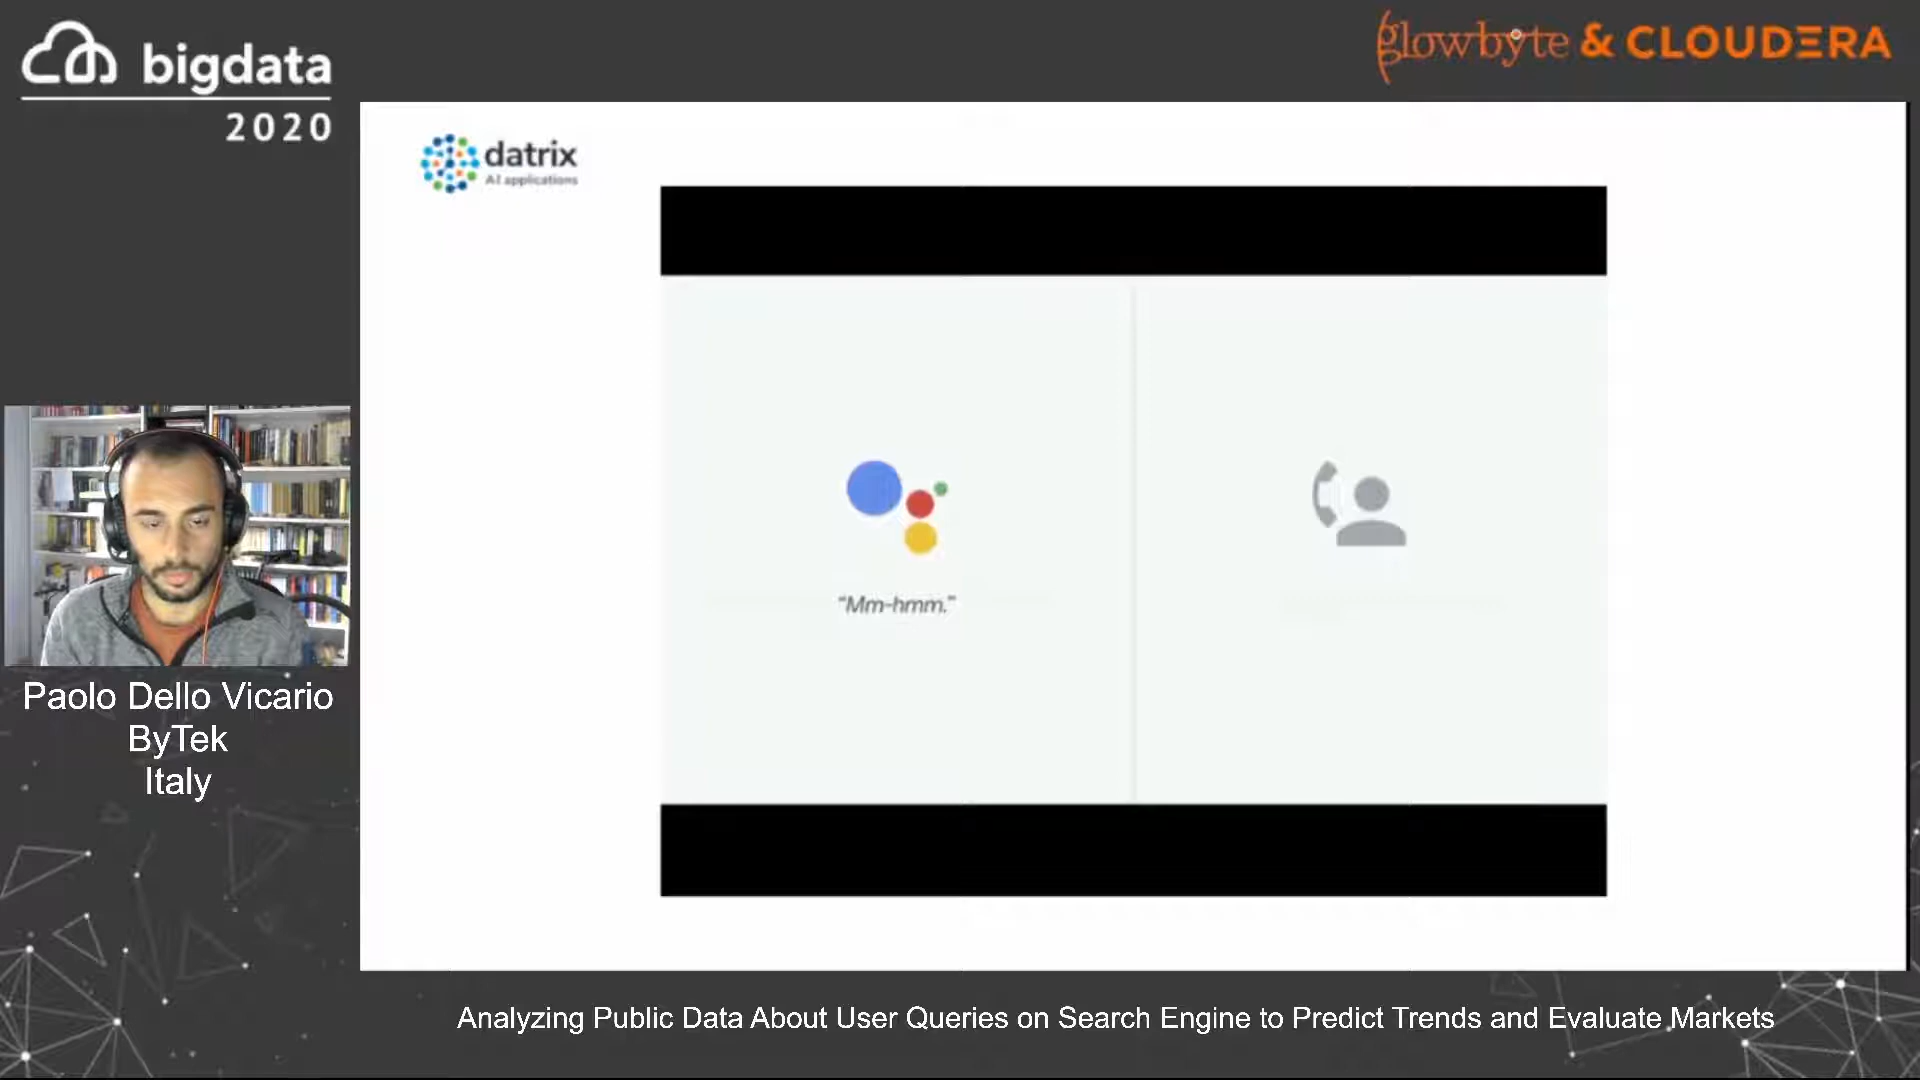 bigdata
2020
glowbyte & CLOUDERA
datrix
AI applications
"Mm-hmm."
Paolo Dello Vicario
ByTek
Italy
Analyzing Public Data About User Queries on Search Engine to Predict Trends and Evaluate Markets